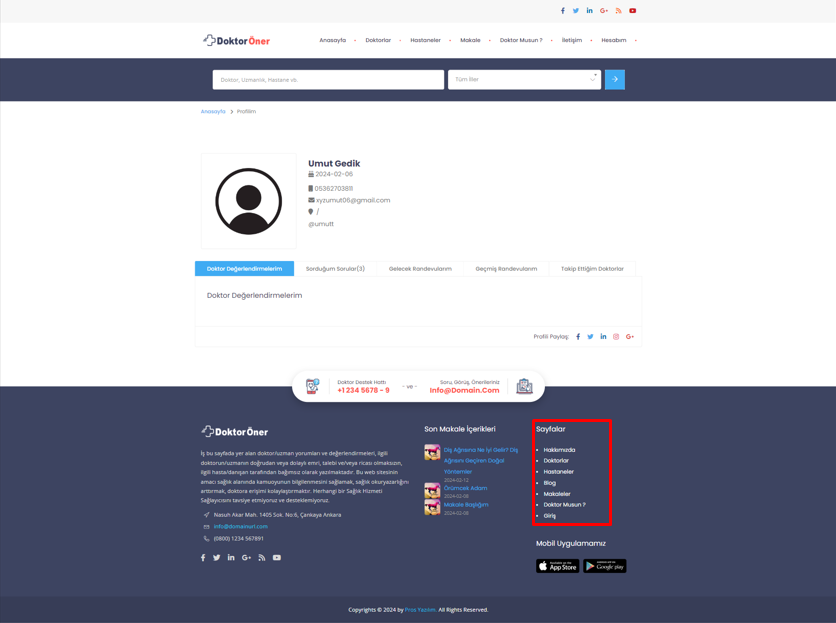 DoktorÖner
Anasayfa Doktorlar Hastaneler Makale Doktor Musun ? İletişim Hesabım
Doktor, Uzmanlık, Hastane vb. Tüm İller
Anasayfa > Profilim
Umut Gedik
2024-02-06
05362703811
xyzumut06@gmail.com
/
@umutt
Doktor Değerlendirmelerim Sorduğum Sorular(S) Gelecek Randevularım Geçmiş Randevularım Takip Ettiğim Doktorlar
Doktor Değerlendirmelerim
Profili Paylaş:
Doktor Destek Hattı
+1 234 5678 - 9
- ve -
Soru, Görüş, Önerileriniz
Info@Domain.Com
DoktorÖner
İş bu sayfada yer alan doktor/uzman yorumları ve değerlendirmeleri, ilgili
doktorun/uzmanın doğrudan veya dolaylı emri, talebi ve/veya ricası olmaksızın,
ilgili hasta/danışan tarafından bağımsız olarak yazılmaktadır. Bu web sitesinin
amacı sağlık alanında kamuoyunun bilgilenmesini sağlamak, sağlık okuryazarlığını
arttırmak, doktora erişimi kolaylaştırmaktır. Herhangi bir Sağlık Hizmeti
Sağlayıcısını tavsiye etmiyoruz ve desteklemiyoruz.
Nasuh Akar Mah. 1405 Sok. No:6, Çankaya Ankara
info@domainurl.com
(0800) 1234 567891
Son Makale İçerikleri
Diş Ağrısına Ne İyi Gelir? Diş
Ağrısını Geçiren Doğal
Yöntemler
2024-02-12
Örümcek Adam
2024-02-08
Makale Başlığım
2024-02-08
Sayfalar
Hakkımızda
Doktorlar
Hastaneler
Blog
Makaleler
Doktor Musun ?
Giriş
Mobil Uygulamamız
App Store
Google play
Copyrights © 2024 by Pros Yazılım. All Rights Reserved.